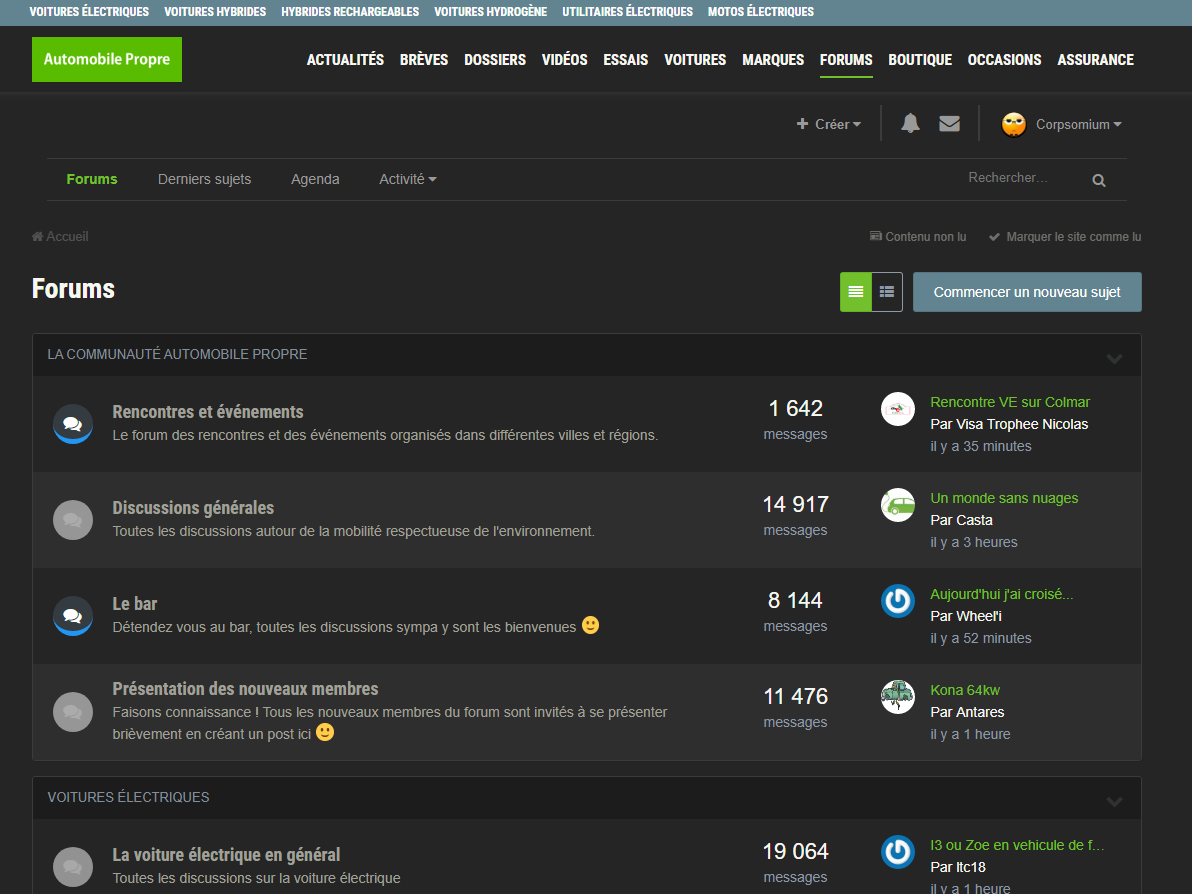 VOITURES ÉLECTRIQUES VOITURES HYBRIDES HYBRIDES RECHARGEABLES VOITURES HYDROGÈNE UTILITAIRES ÉLECTRIQUES MOTOS ÉLECTRIQUES
Automobile Propre ACTUALITÉS BRÈVES DOSSIERS VIDÉOS ESSAIS VOITURES MARQUES FORUMS BOUTIQUE OCCASIONS ASSURANCE
Créer Corpsomium
Forums Derniers sujets Agenda Activité Rechercher...
Accueil Contenu non lu Marquer le site comme lu
Forums Commencer un nouveau sujet
LA COMMUNAUTÉ AUTOMOBILE PROPRE
Rencontres et événements
Le forum des rencontres et des événements organisés dans différentes villes et régions.
1 642
messages
Rencontre VE sur Colmar
Par Visa Trophee Nicolas
il y a 35 minutes
Discussions générales
Toutes les discussions autour de la mobilité respectueuse de l'environnement.
14 917
messages
Un monde sans nuages
Par Casta
il y a 3 heures
Le bar
Détendez vous au bar, toutes les discussions sympa y sont les bienvenues 🙂
8 144
messages
Aujourd'hui j'ai croisé...
Par Wheel'i
il y a 52 minutes
Présentation des nouveaux membres
Faisons connaissance ! Tous les nouveaux membres du forum sont invités à se présenter
brièvement en créant un post ici 🙂
11 476
messages
Kona 64kw
Par Antares
il y a 1 heure
VOITURES ÉLECTRIQUES
La voiture électrique en général
Toutes les discussions sur la voiture électrique
19 064
messages
I3 ou Zoe en vehicule de f...
Par ltc18
il y a 1 heure